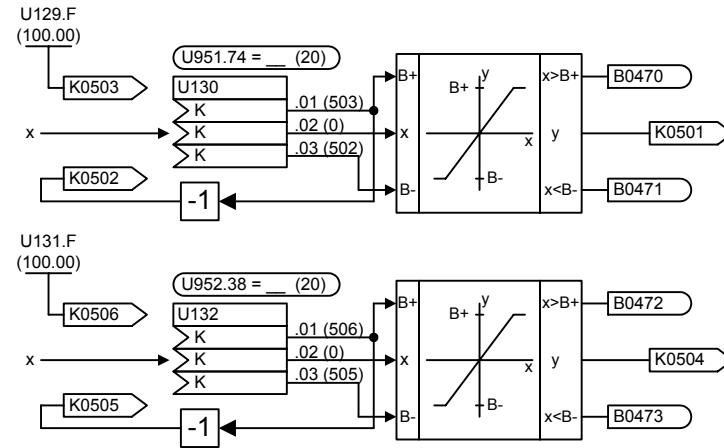 U129.F
(100.00)
K0503
U951.74 = __ (20)
U130
K .01 (503)
x K .02 (0)
K .03 (502)
K0502
-1
B+
x
B-
B+ y
x
B-
x>B+
y
x<B-
B0470
K0501
B0471
U131.F
(100.00)
K0506
U952.38 = __ (20)
U132
K .01 (506)
x K .02 (0)
K .03 (505)
K0505
-1
B+
x
B-
B+ y
x
B-
x>B+
y
x<B-
B0472
K0504
B0473